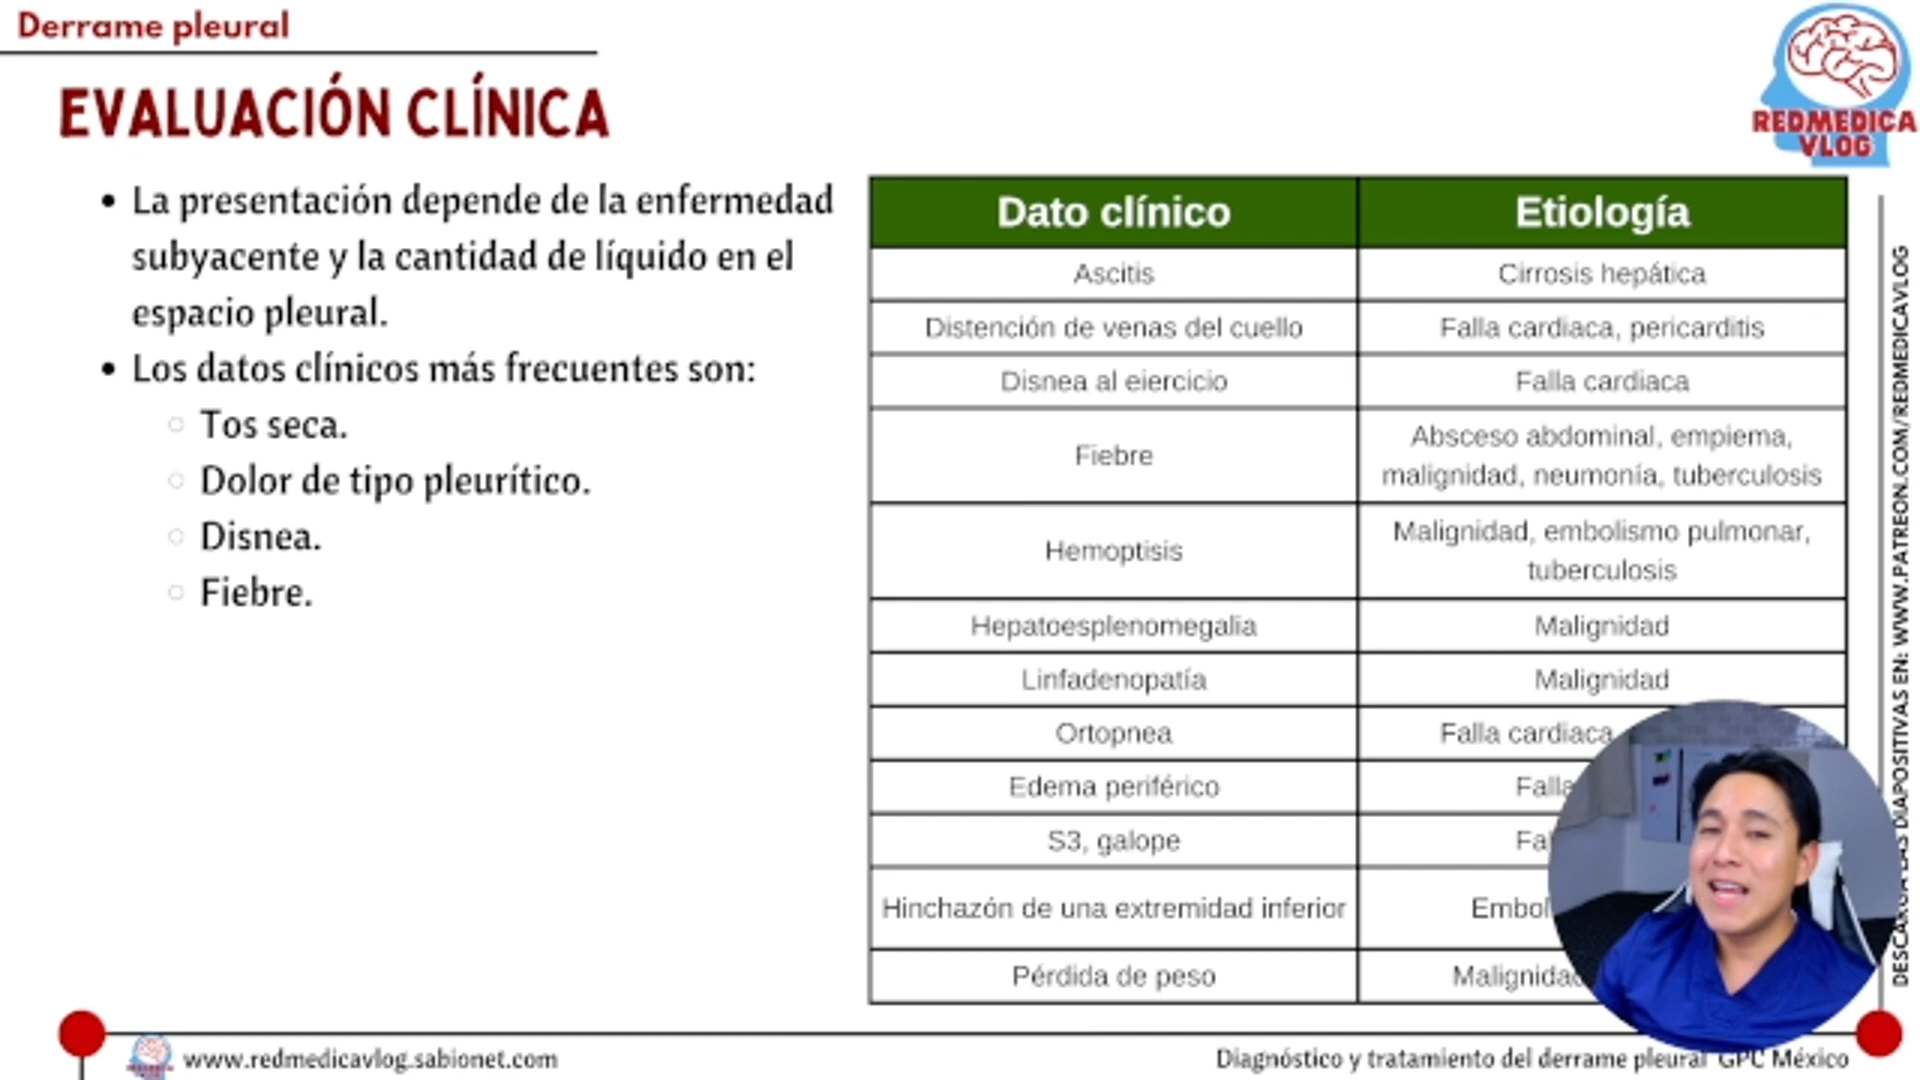 Derrame pleural
EVALUACIÓN CLÍNICA
REDMEDICA
VLOG
La presentación depende de la enfermedad
subyacente y la cantidad de líquido en el
espacio pleural.
Los datos clínicos más frecuentes son:
Tos seca.
Dolor de tipo pleurítico.
Disnea.
Fiebre.
Dato clínico Etiología
Ascitis Cirrosis hepática
Distención de venas del cuello Falla cardiaca, pericarditis
Disnea al ejercicio Falla cardiaca
Fiebre Absceso abdominal, empiema,
malignidad, neumonía, tuberculosis
Hemoptisis Malignidad, embolismo pulmonar,
tuberculosis
Hepatoesplenomegalia Malignidad
Linfadenopatía Malignidad
Ortopnea Falla cardiaca
Edema periférico Falla
S3, galope
Hinchazón de una extremidad inferior
Pérdida de peso
DESCARGA LAS DIAPOSITIVAS EN: WWW.PATREON.COM/REDMEDICAVLOG
www.redmedicavlog.sabionet.com
Diagnóstico y tratamiento del derrame pleural GPC México